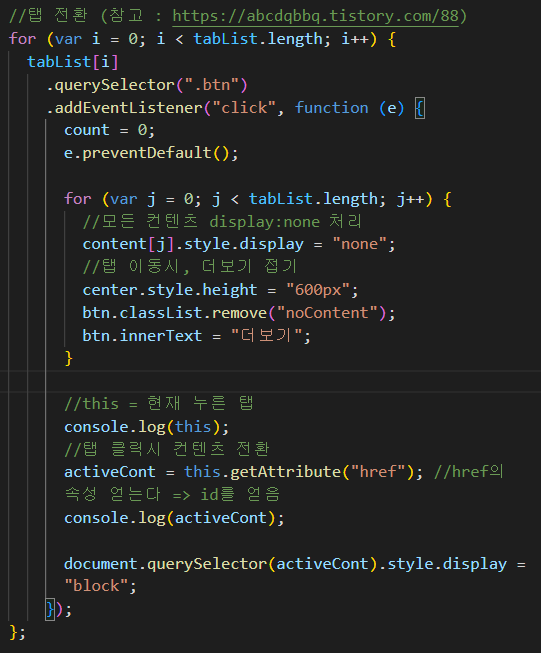 //탭 전환 (참고 : https://abcdqbbq.tistory.com/88)
for (var i = 0; i < tabList.length; i++) {
tabList[i]
.querySelector(".btn")
.addEventListener("click", function (e) {
count = 0;
e.preventDefault();
for (var j = 0; j < tabList.length; j++) {
//모든 컨텐츠 display:none 처리
content[j].style.display = "none";
//탭 이동시, 더보기 접기
center.style.height = "600px";
btn.classList.remove("noContent");
btn.innerText = "더보기";
}
//this = 현재 누른 탭
console.log(this);
//탭 클릭시 컨텐츠 전환
activeCont = this.getAttribute("href"); //href의
속성 얻는다 => id를 얻음
console.log(activeCont);
document.querySelector(activeCont).style.display =
"block";
});
};